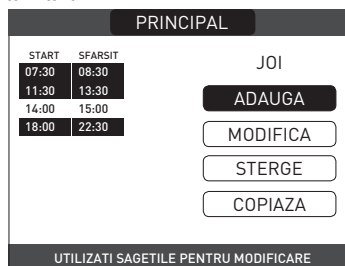 PRINCIPAL
START SFARSIT
07:30 08:30
11:30 13:30
14:00 15:00
18:00 22:30
JOI
ADAUGA
MODIFICA
STERGE
COPIAZA
UTILIZATI SAGETILE PENTRU MODIFICARE